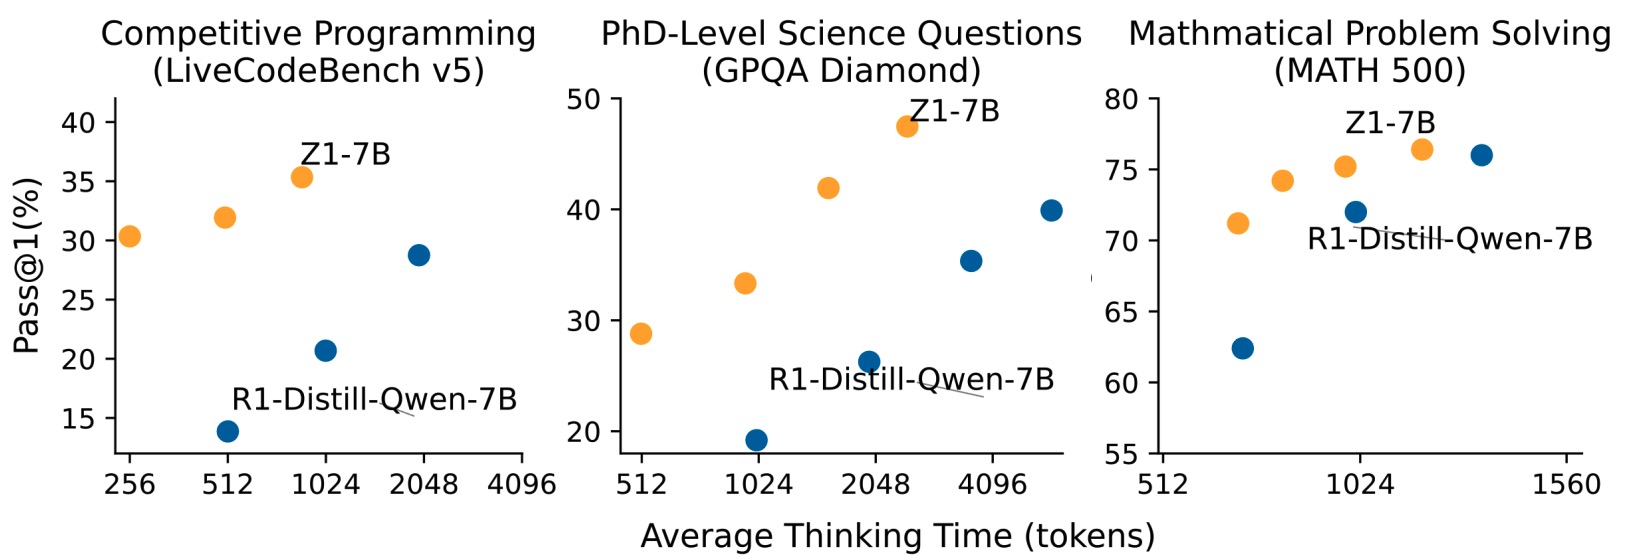 Competitive Programming
(LiveCodeBench v5)
Pass@1(%)
40
35
30
25
20
15
256 512 1024 2048 4096
Z1-7B
R1-Distill-Qwen-7B
PhD-Level Science Questions
(GPQA Diamond)
50
40
30
20
512 1024 2048 4096
Z1-7B
R1-Distill-Qwen-7B
Mathmatical Problem Solving
(MATH 500)
80
75
70
65
60
55
512 1024 1560
Z1-7B
R1-Distill-Qwen-7B
Average Thinking Time (tokens)